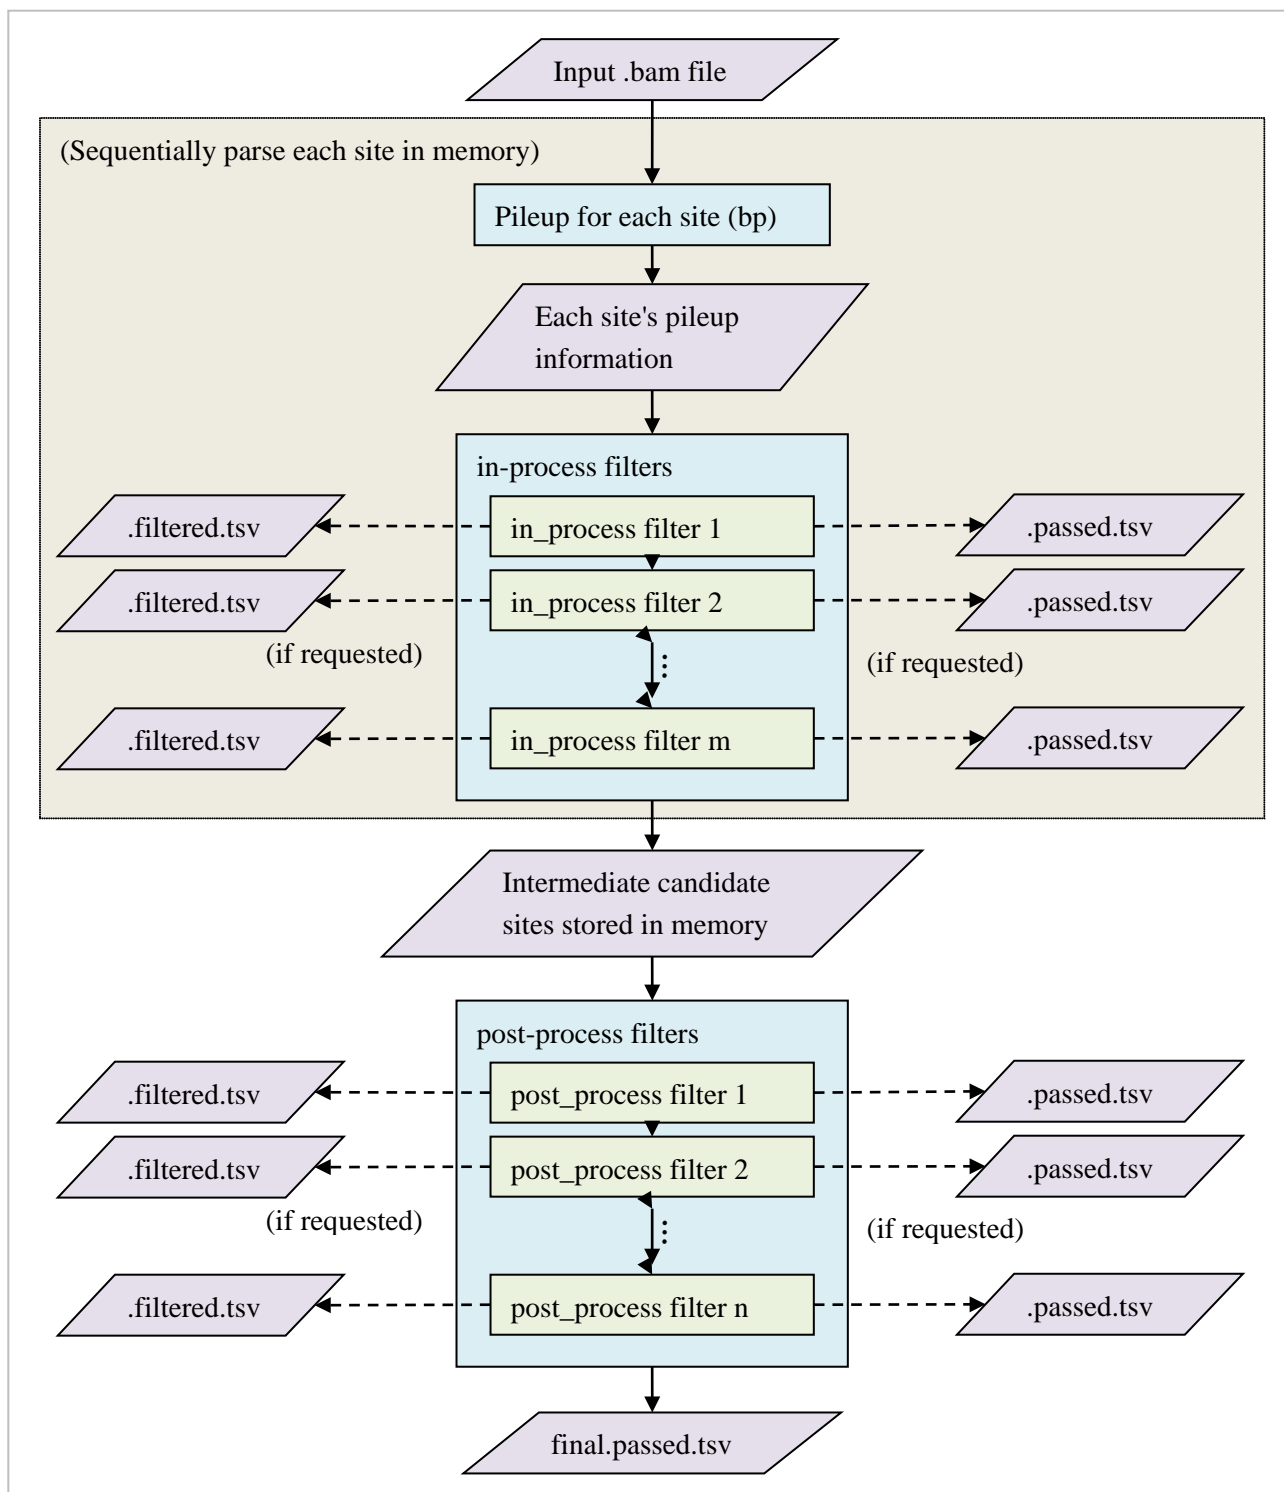 Input .bam file
(Sequentially parse each site in memory)
Pileup for each site (bp)
Each site's pileup
information
in-process filters
.filtered.tsv
in_process filter 1
.passed.tsv
.filtered.tsv
in_process filter 2
.passed.tsv
(if requested)
...
(if requested)
.filtered.tsv
in_process filter m
.passed.tsv
Intermediate candidate
sites stored in memory
post-process filters
.filtered.tsv
post_process filter 1
.passed.tsv
.filtered.tsv
post_process filter 2
.passed.tsv
(if requested)
...
(if requested)
.filtered.tsv
post_process filter n
.passed.tsv
final.passed.tsv